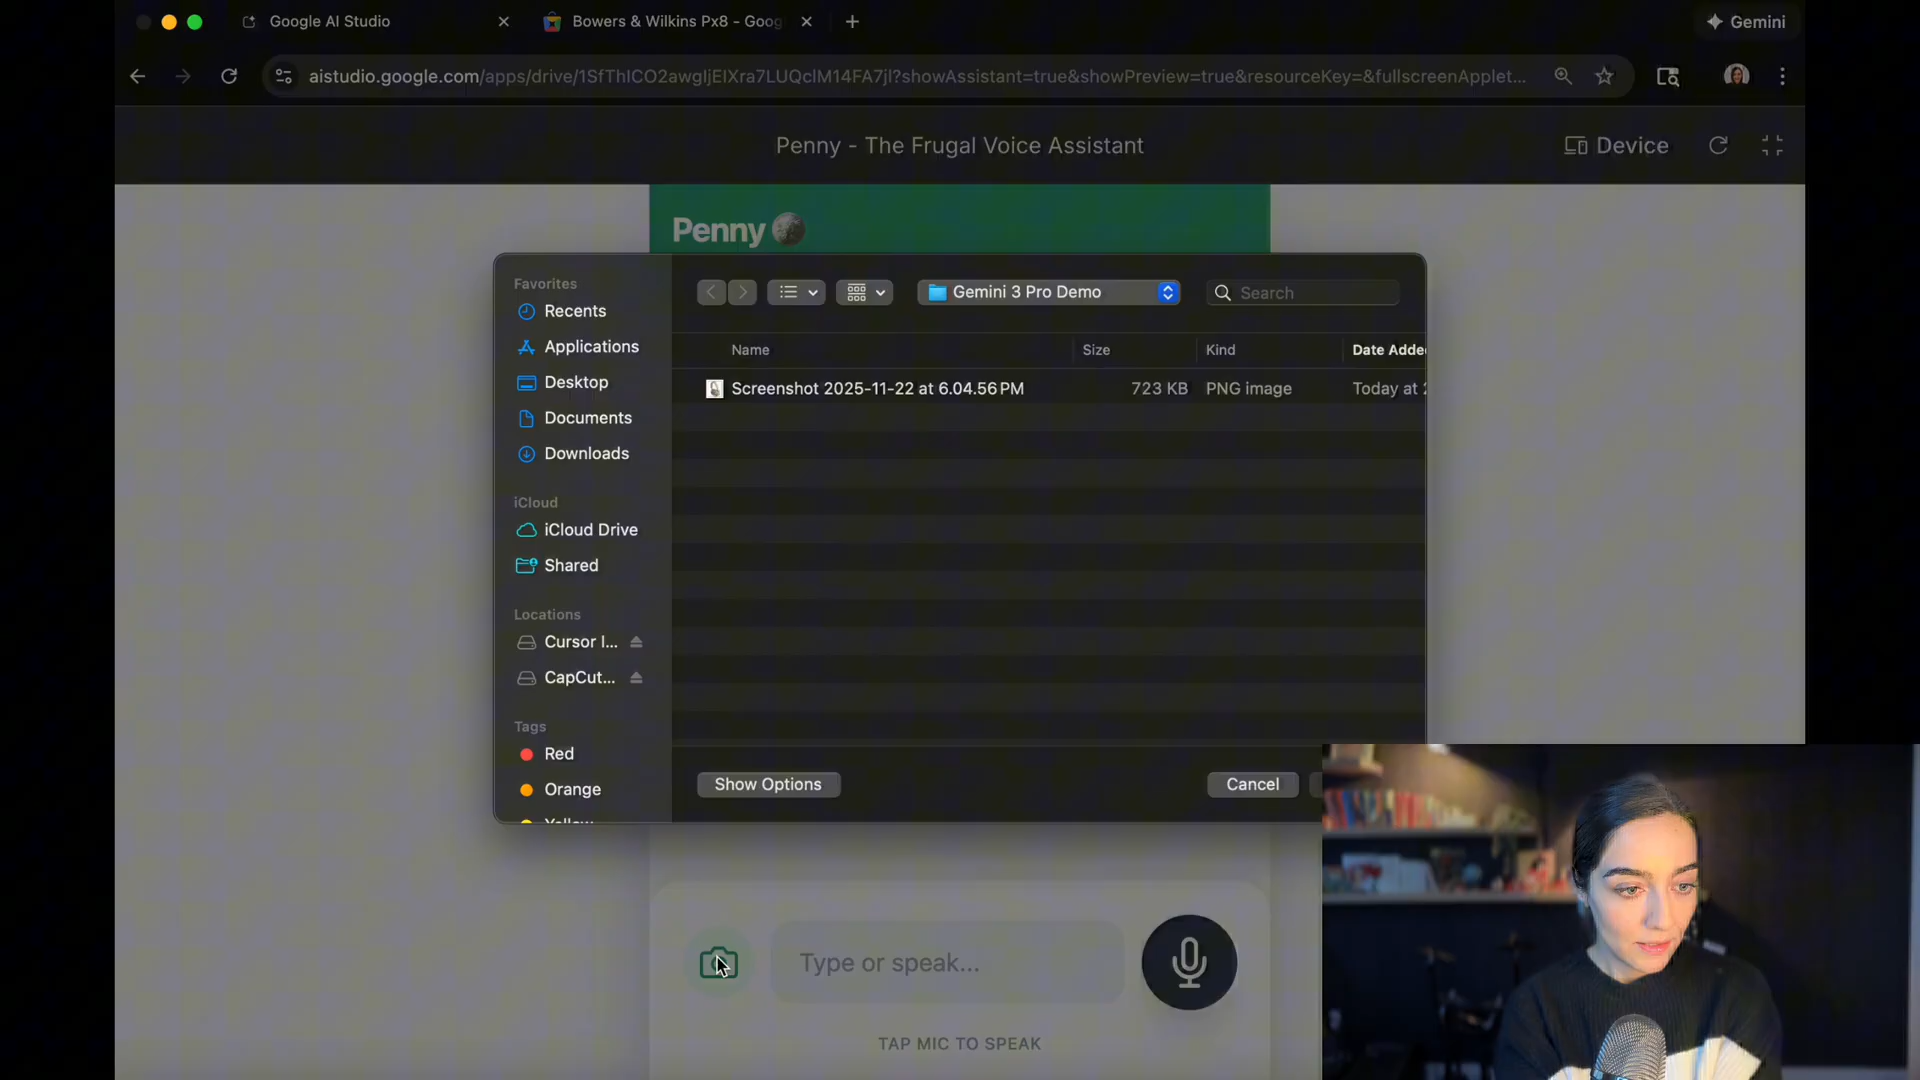 Google AI Studio
Bowers & Wilkins Px8 - Goog
Gemini
aistudio.google.com/apps/drive/1SfThICO2awgIjEIXra7LUQclM14FA7jl?showAssistant=true&showPreview=true&resourceKey=&fullscreenApplet...
Penny - The Frugal Voice Assistant
Device
Penny
Favorites
Recents
Applications
Desktop
Documents
Downloads
iCloud
iCloud Drive
Shared
Locations
Cursor I...
CapCut...
Tags
Red
Orange
Yellow
Gemini 3 Pro Demo
Search
Name
Size
Kind
Date Adde
Screenshot 2025-11-22 at 6.04.56 PM
723 KB
PNG image
Today at 2
Show Options
Cancel
Type or speak...
TAP MIC TO SPEAK